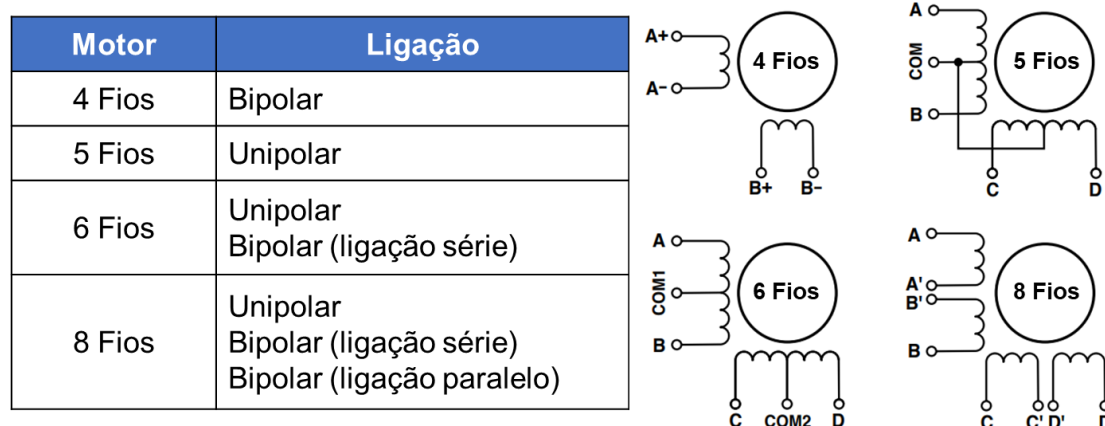 Motor Ligação
4 Fios Bipolar
5 Fios Unipolar
6 Fios
Unipolar
Bipolar (ligação série)
8 Fios
Unipolar
Bipolar (ligação série)
Bipolar (ligação paralelo)
A+
A-
4 Fios
B+ B-
A
COM
B
5 Fios
C D
A
COM1
B
6 Fios
C COM2 D
A
A'
B'
B
8 Fios
C C' D' D